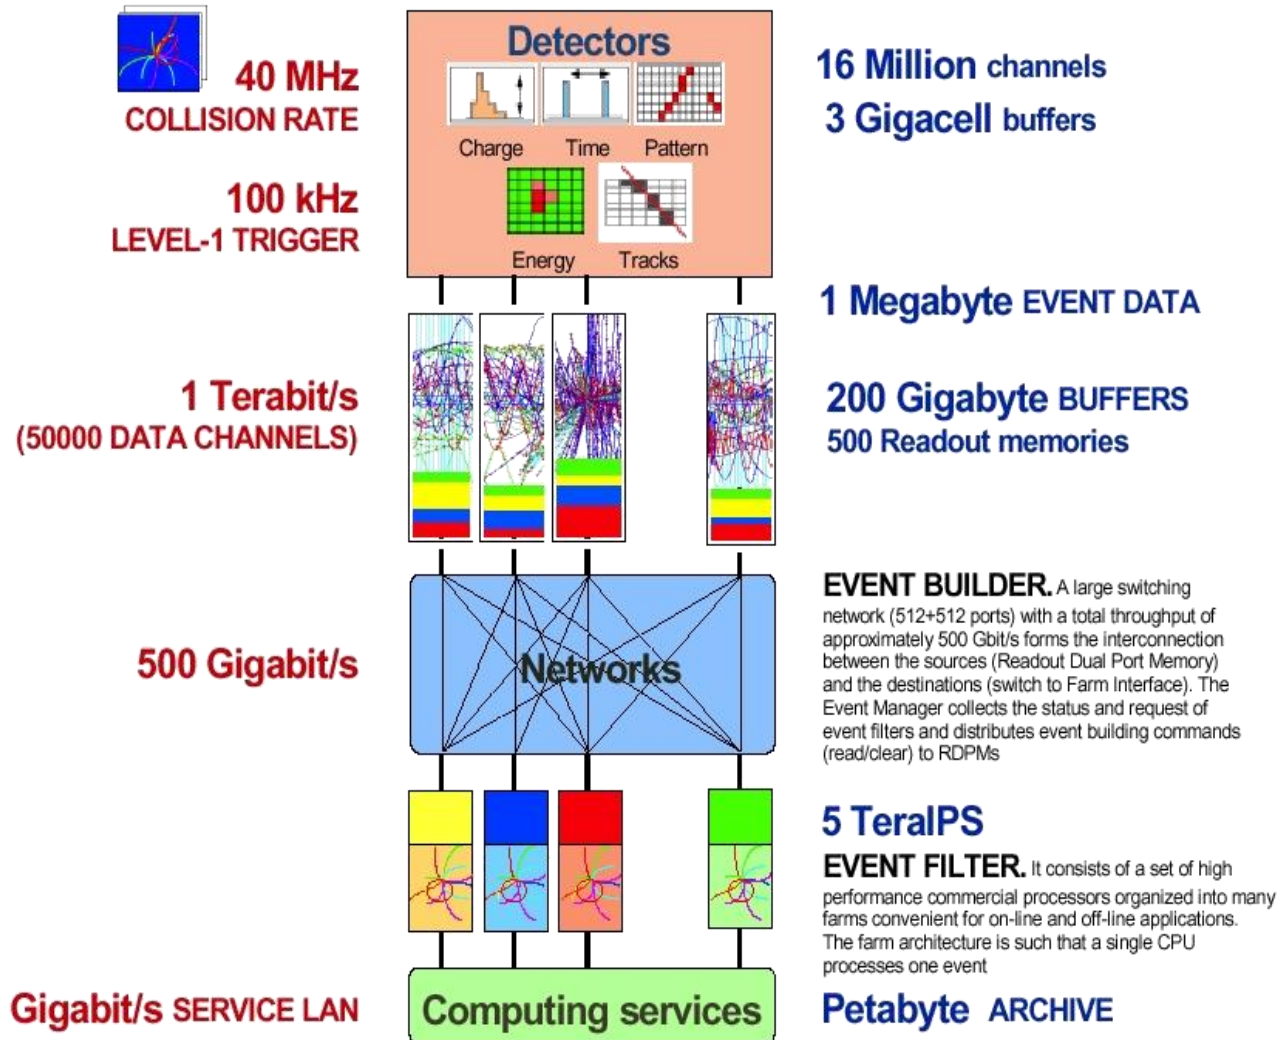 Detectors
40 MHz
COLLISION RATE
16 Million channels
3 Gigacell buffers
Charge Time Pattern
100 kHz
LEVEL-1 TRIGGER
Energy Tracks
1 Megabyte EVENT DATA
1 Terabit/s
(50000 DATA CHANNELS)
200 Gigabyte BUFFERS
500 Readout memories
500 Gigabit/s
Networks
EVENT BUILDER. A large switching
network (512+512 ports) with a total throughput of
approximately 500 Gbit/s forms the interconnection
between the sources (Readout Dual Port Memory)
and the destinations (switch to Farm Interface). The
Event Manager collects the status and request of
event filters and distributes event building commands
(read/clear) to RDPMs
5 TeraIPS
EVENT FILTER. It consists of a set of high
performance commercial processors organized into many
farms convenient for on-line and off-line applications.
The farm architecture is such that a single CPU
processes one event
Gigabit/s SERVICE LAN
Computing services
Petabyte ARCHIVE